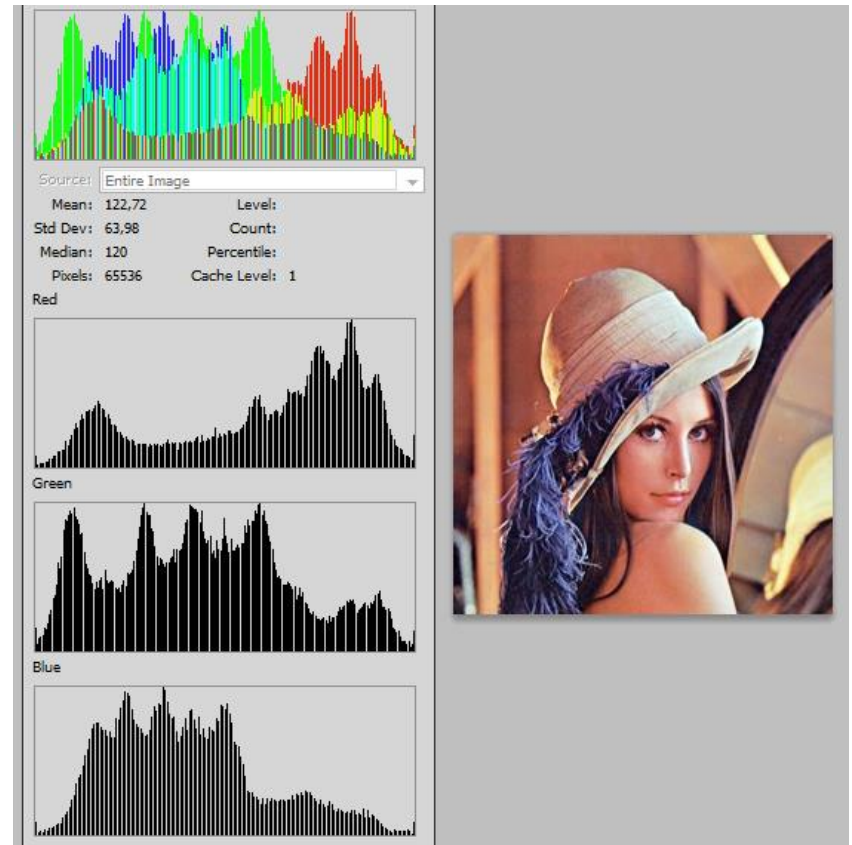 Source: Entire Image
Mean: 122,72 Level:
Std Dev: 63,98 Count:
Median: 120 Percentile:
Pixels: 65536 Cache Level: 1
Red
Green
Blue